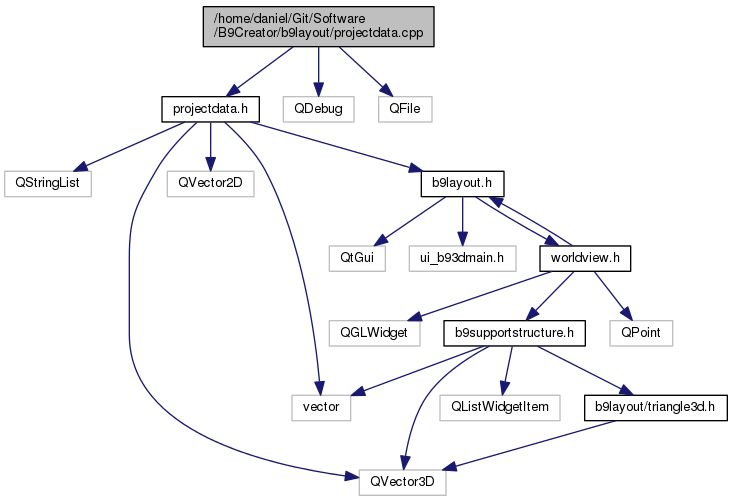 /home/daniel/Git/Software
/B9Creator/b9layout/projectdata.cpp
projectdata.h
QDebug
QFile
QStringList
QVector2D
b9layout.h
QtGui
ui_b93dmain.h
worldview.h
QGLWidget
b9supportstructure.h
QPoint
vector
QListWidgetItem
b9layout/triangle3d.h
QVector3D